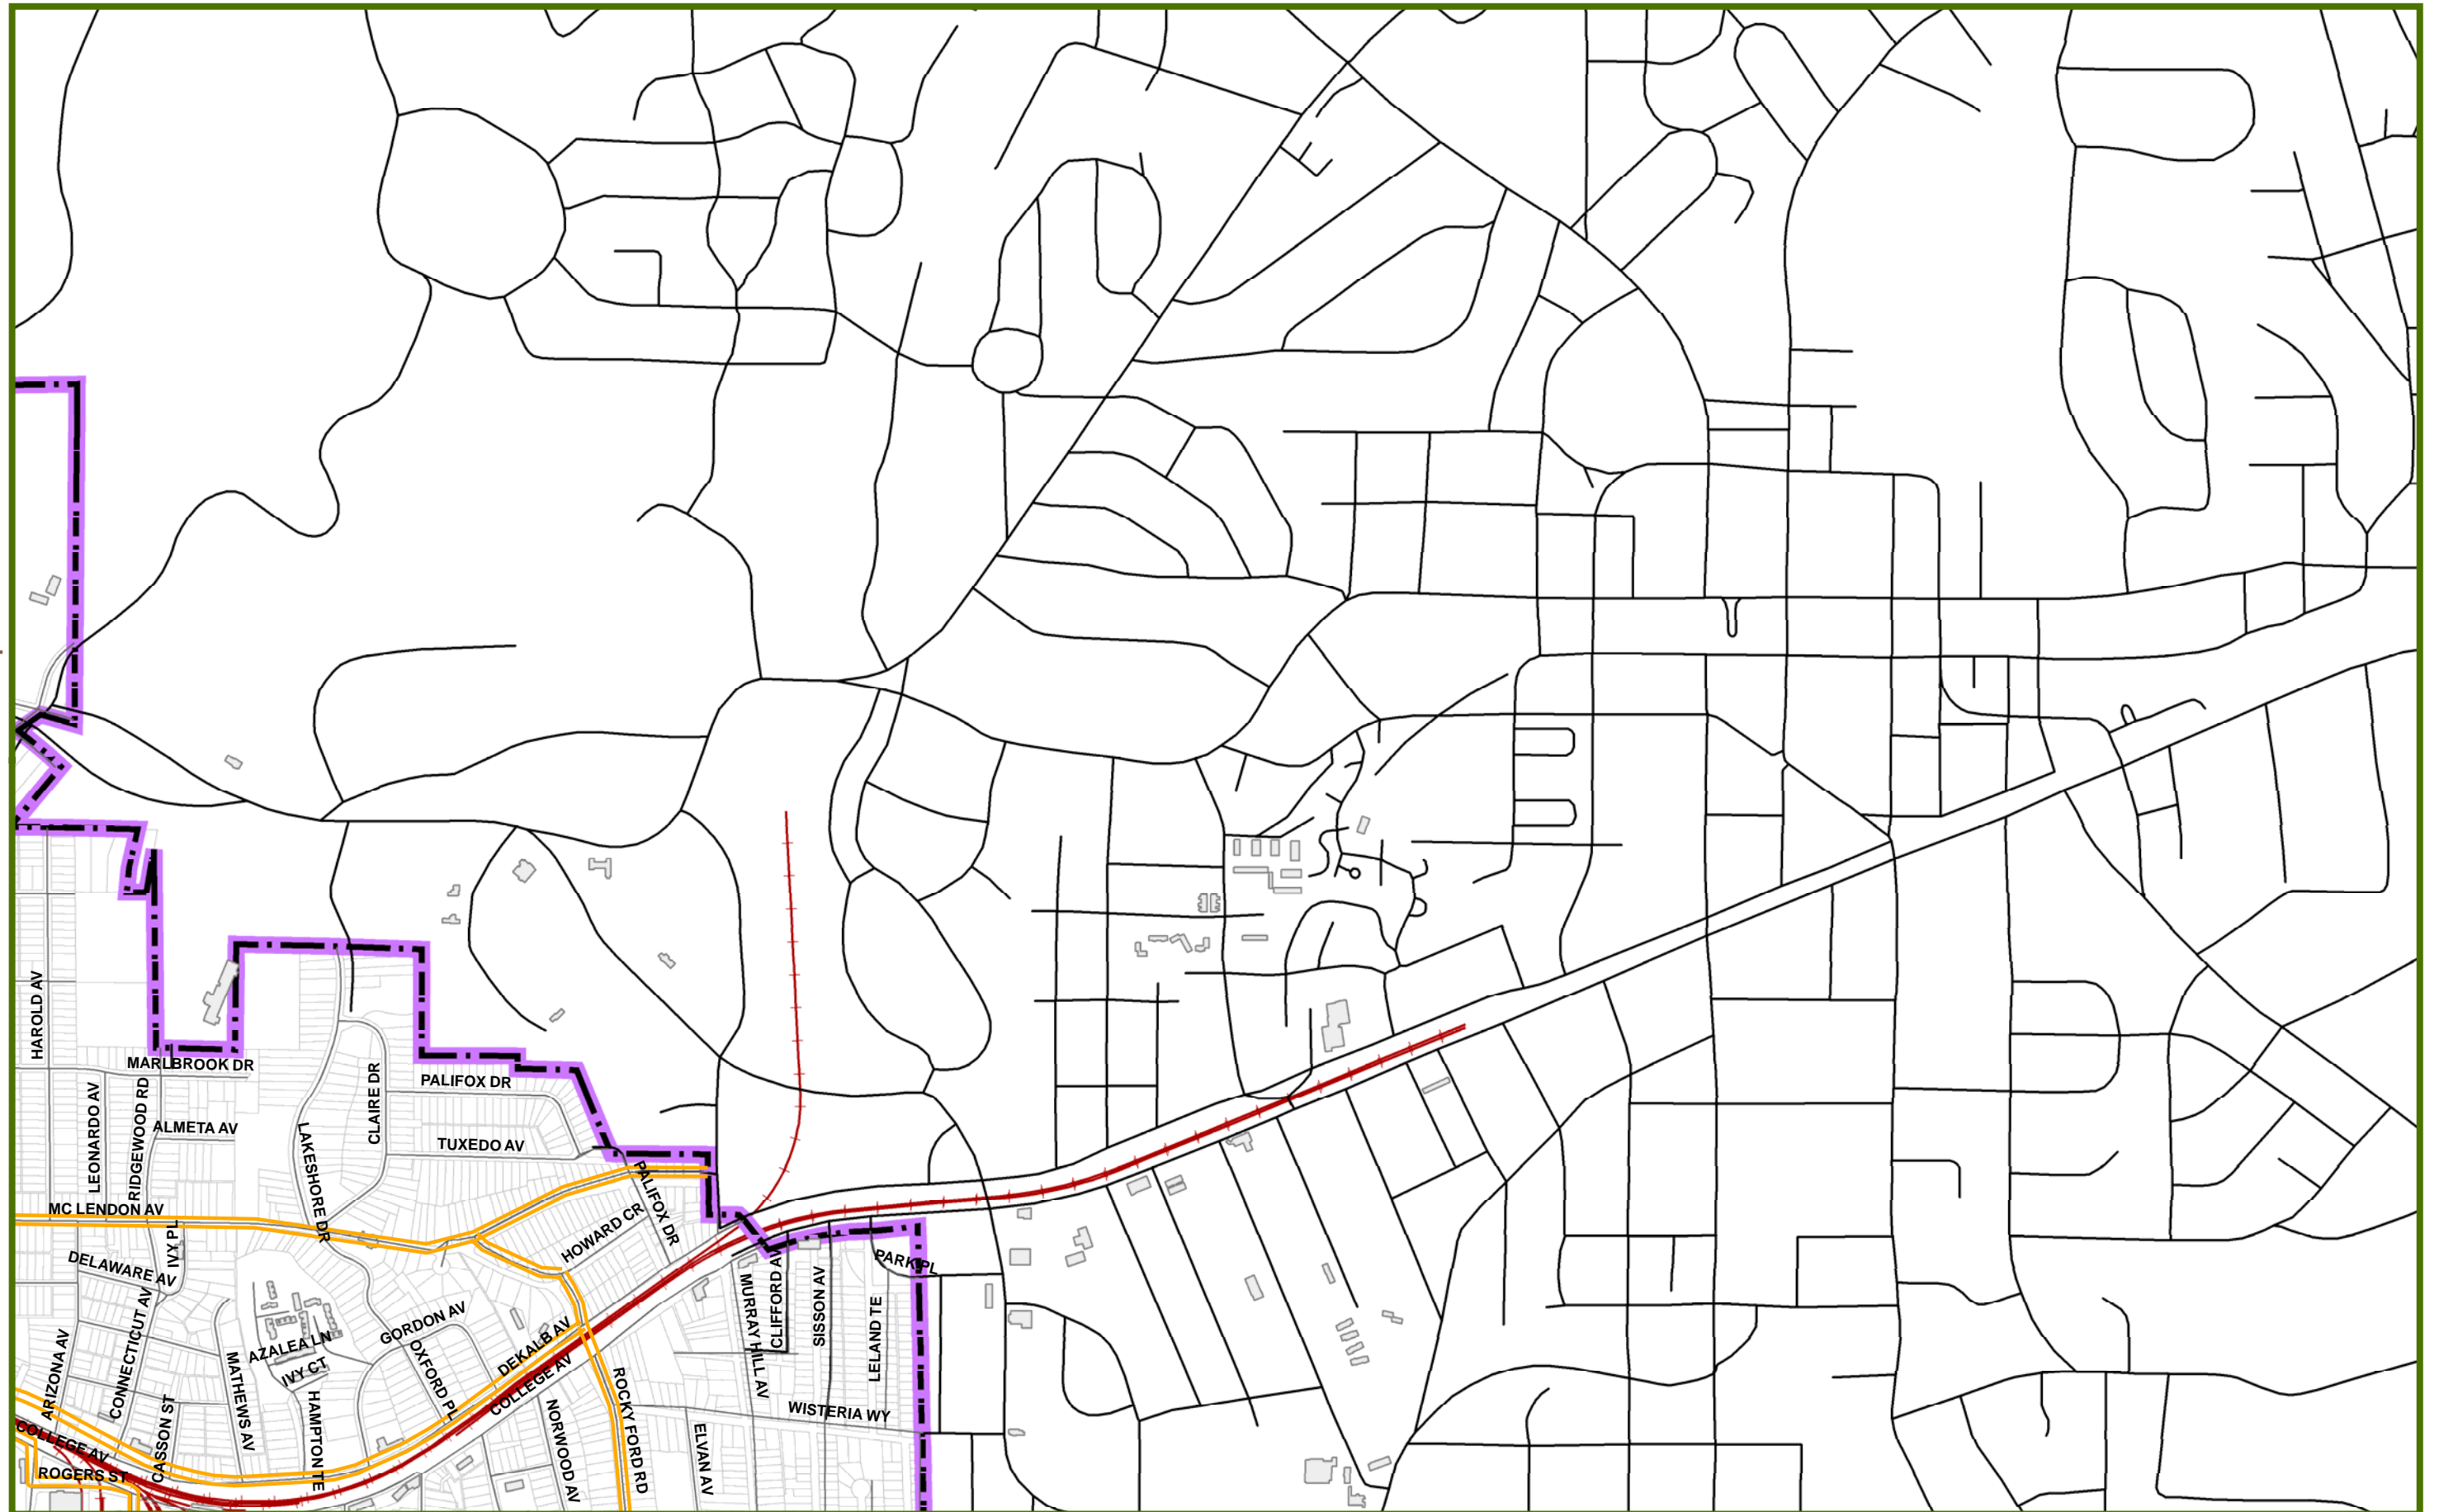 HAROLD AV
MARLBROOK DR
LEONARDO AV
RIDGEWOOD RD
ALMETA AV
CLAIRE DR
PALIFOX DR
TUXEDO AV
LAKESHORE DR
MC LENDON AV
IVY PL
DELAWARE AV
PALIFOX DR
HOWARD CR
PARK PL
CLIFFORD AV
MURRAY HILL AV
SISSON AV
LELAND TE
GORDON AV
AZALEA LN
IVY CT
OXFORD PL
DEKALB AV
COLLEGE AV
ARIZONA AV
CONNECTICUT AV
MATHEWS AV
HAMPTON TE
CASSON ST
COLLEGE AV
ROGERS ST
NORWOOD AV
ROCKY FORD RD
ELVAN AV
WISTERIA WY